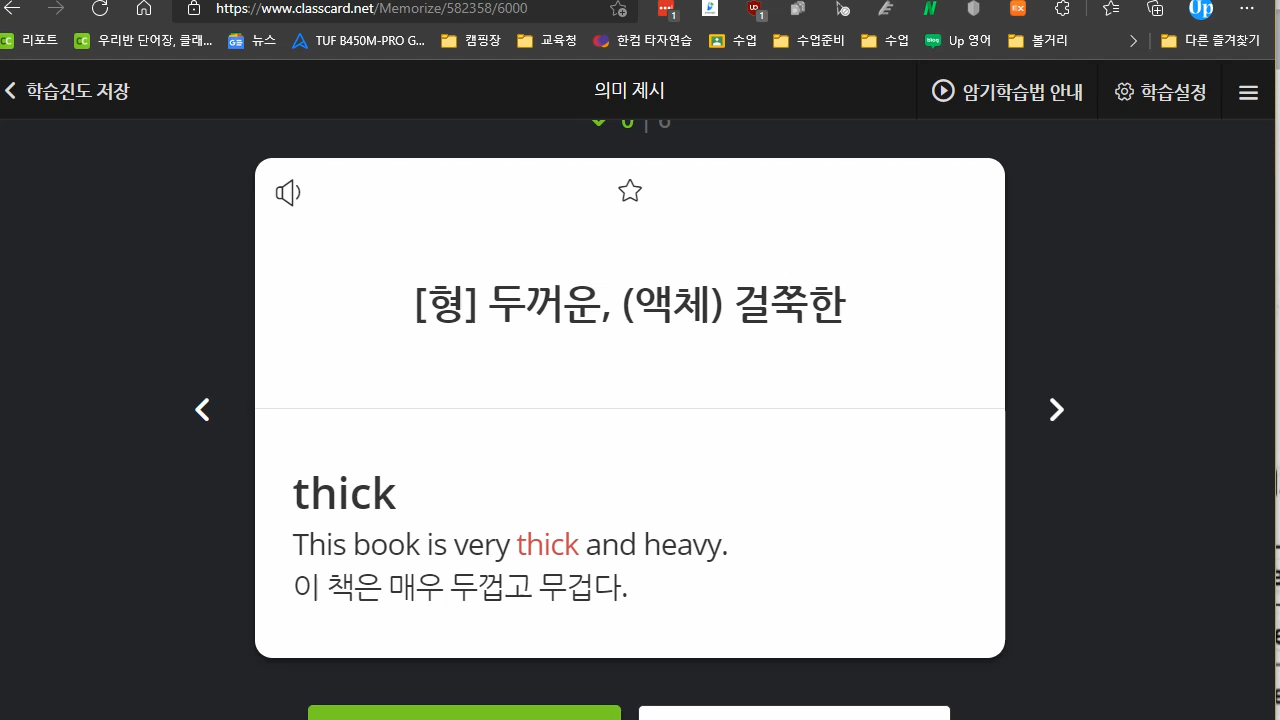 https://www.classcard.net/Memorize/582358/6000
리포트 우리반 단어장, 클래... 뉴스 TUF B450M-PRO G... 캠핑장 교육청 한컴 타자연습 수업 수업준비 수업 Up 영어 볼거리 다른 즐겨찾기
학습진도 저장 의미 제시 암기학습법 안내 학습설정
[형] 두꺼운, (액체) 걸쭉한
thick
This book is very thick and heavy.
이 책은 매우 두껍고 무겁다.